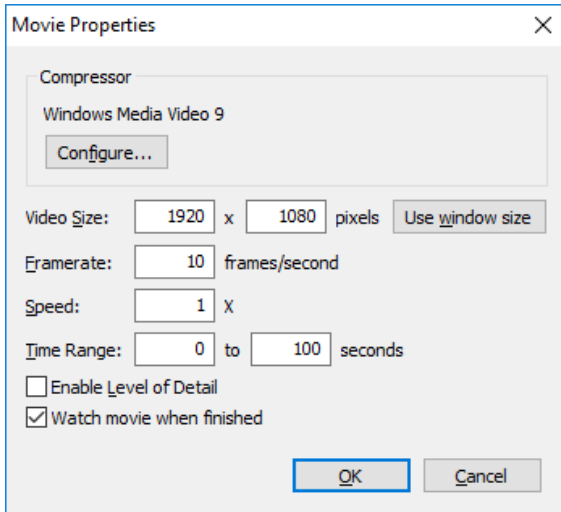 Movie Properties
Compressor
Windows Media Video 9
Configure...
Video Size: 1920 x 1080 pixels Use window size
Framerate: 10 frames/second
Speed: 1 X
Time Range: 0 to 100 seconds
Enable Level of Detail
Watch movie when finished
OK Cancel